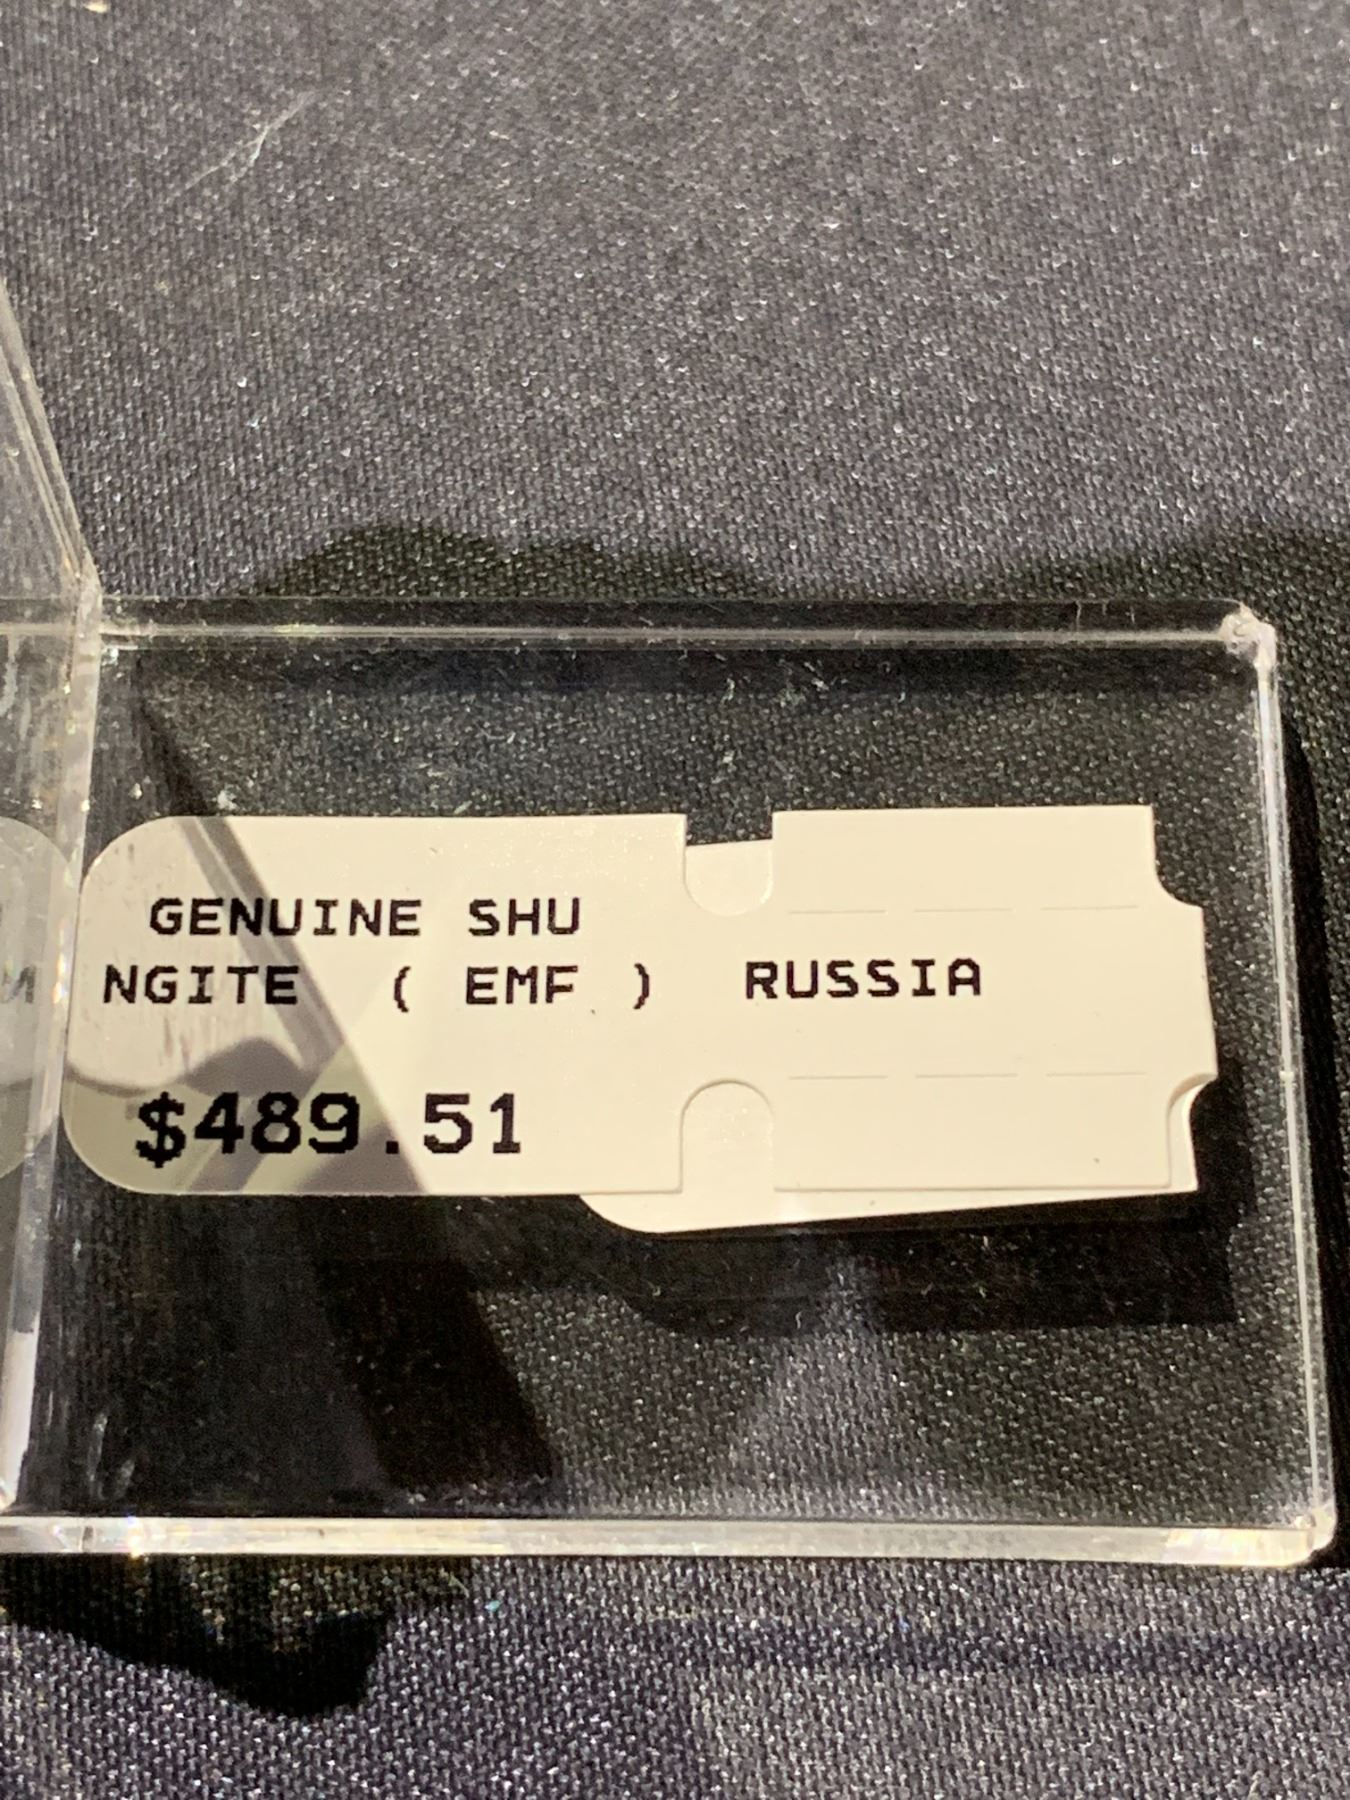 GENUINE SHU
NGITE ( EMF ) RUSSIA
$489.51